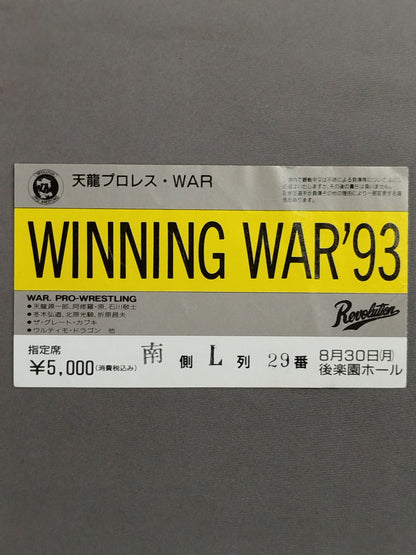 天龍プロレス・WAR
WINNING WAR'93
WAR. PRO-WRESTLING
●天龍源一郎、阿修羅・原、石川敬士
●冬木弘道、北原光騎、折原昌夫
●ザ・グレート・カブキ
●ウルティモ・ドラゴン 他
Revolution
指定席
¥5,000(消費税込み)
南側 L列 29番
8月30日(月)
後楽園ホール